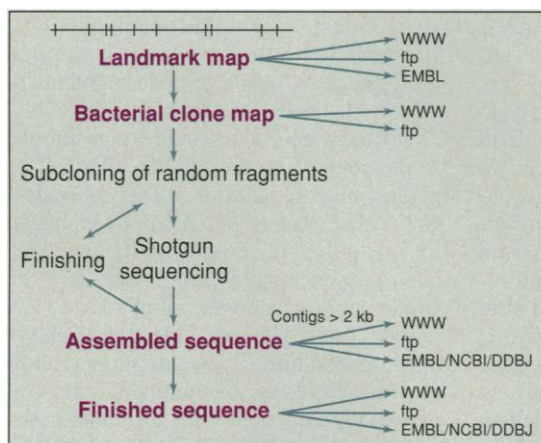 WWW
Landmark map
ftp
EMBL
Bacterial clone map
WWW
ftp
Subcloning of random fragments
Finishing
Shotgun
sequencing
Contigs > 2 kb
WWW
Assembled sequence
ftp
EMBL/NCBI/DDBJ
WWW
Finished sequence
ftp
EMBL/NCBI/DDBJ